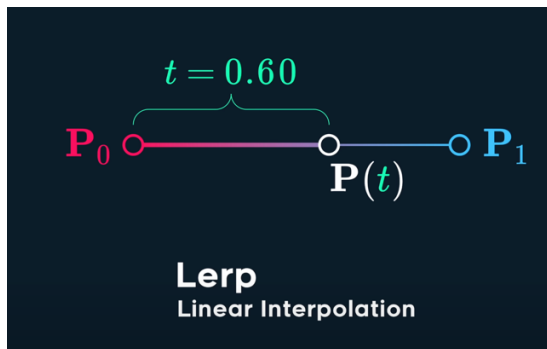 t = 0.60
P₀ P₁
P(t)
Lerp
Linear Interpolation